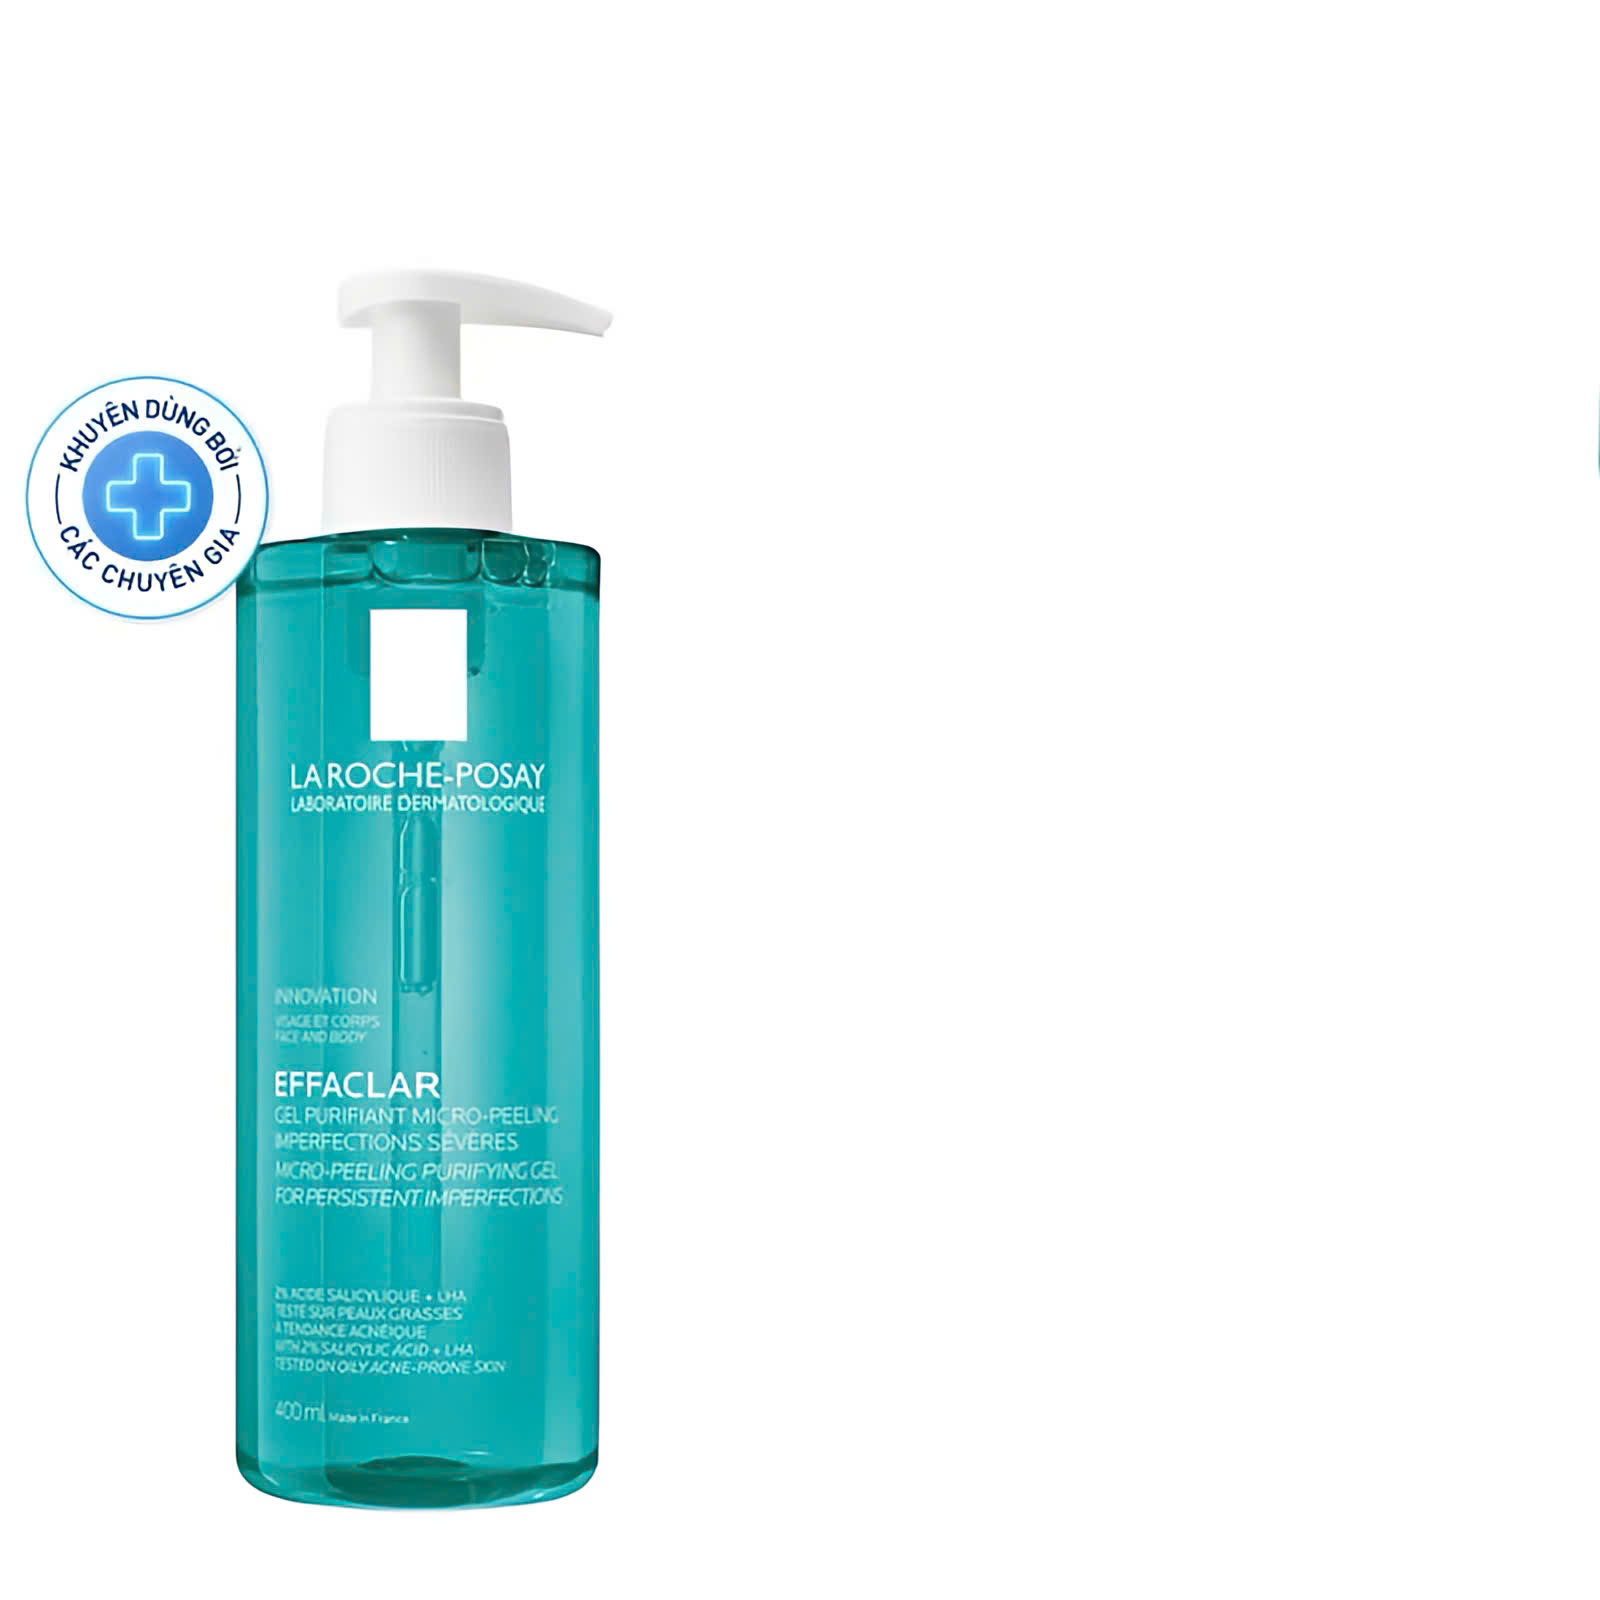 KHUYÊN DÙNG BỞI
CÁC CHUYÊN GIA
LA ROCHE-POSAY
LABORATOIRE DERMATOLOGIQUE
INNOVATION
VISAGE ET CORPS
FACE AND BODY
EFFACLAR
GEL PURIFIANT MICRO-PEELING
IMPERFECTIONS SÉVÈRES
MICRO-PEELING PURIFYING GEL
FOR PERSISTENT IMPERFECTIONS
2% ACIDE SALICYLIQUE + LHA
TESTÉ SUR PEAUX GRASSES
À TENDANCE ACNÉIQUE
WITH 2% SALICYLIC ACID + LHA
TESTED ON OILY ACNE-PRONE SKIN
400 ml Made in France